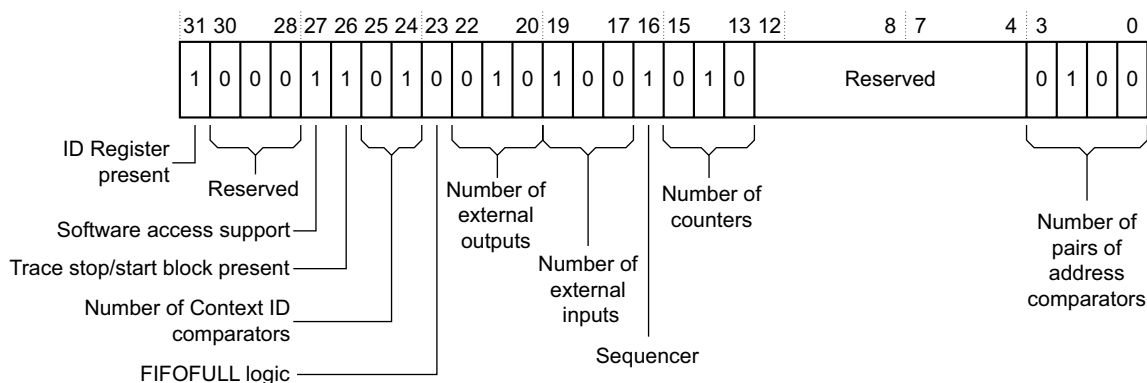 31 30 28 27 26 25 24 23 22 20 19 17 16 15 13 12 8 7 4 3 0
1 0 0 0 1 1 0 1 0 0 1 0 1 0 0 1 0 1 0 Reserved 0 1 0 0
ID Register
present
Reserved
Software access support
Trace stop/start block present
Number of Context ID
comparators
FIFOFULL logic
Number of
external
outputs
Number of
external
inputs
Sequencer
Number of
counters
Number of
pairs of
address
comparators